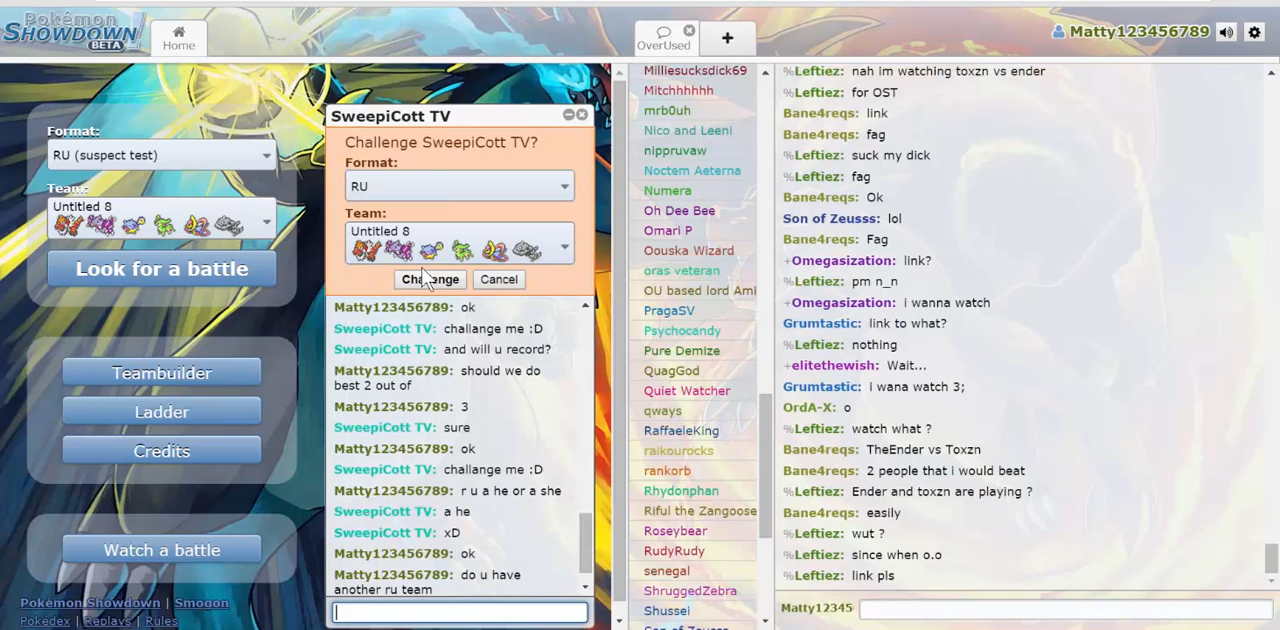 Pokémon
SHOWDOWN
BETA
Home
OverUsed
+
Matty123456789
Format:
RU (suspect test)
Team:
Untitled 8
Look for a battle
Teambuilder
Ladder
Credits
Watch a battle
Pokémon Showdown | Smogon
Pokédex | Replays | Rules
SweepiCott TV
Challenge SweepiCott TV?
Format:
RU
Team:
Untitled 8
Challenge
Cancel
Matty123456789: ok
SweepiCott TV: challange me :D
SweepiCott TV: and will u record?
Matty123456789: should we do
best 2 out of
Matty123456789: 3
SweepiCott TV: sure
Matty123456789: ok
SweepiCott TV: challange me :D
Matty123456789: r u a he or a she
SweepiCott TV: a he
SweepiCott TV: xD
Matty123456789: ok
Matty123456789: do u have
another ru team
Milliesucksdick69
Mitchhhhhh
mrb0uh
Nico and Leeni
nippruvaw
Noctem Aeterna
Numera
Oh Dee Bee
Omari P
Oouska Wizard
oras veteran
OU based lord Ami
PragaSV
Psychocandy
Pure Demize
QuagGod
Quiet Watcher
qways
RaffaeleKing
raikourocks
rankorb
Rhydonphan
Riful the Zangoose
Roseybear
RudyRudy
senegal
ShruggedZebra
Shussei
Son of Zeusss
%Leftiez: nah im watching toxzn vs ender
%Leftiez: for OST
Bane4reqs: link
Bane4reqs: fag
%Leftiez: suck my dick
%Leftiez: fag
Bane4reqs: Ok
Son of Zeusss: lol
Bane4reqs: Fag
+Omegasization: link?
%Leftiez: pm n_n
+Omegasization: i wanna watch
Grumtastic: link to what?
%Leftiez: nothing
+elitethewish: Wait...
Grumtastic: i wana watch 3;
OrdA-X: o
%Leftiez: watch what ?
Bane4reqs: TheEnder vs Toxzn
Bane4reqs: 2 people that i would beat
%Leftiez: Ender and toxzn are playing ?
Bane4reqs: easily
%Leftiez: wut ?
%Leftiez: since when o.o
%Leftiez: link pls
Matty12345